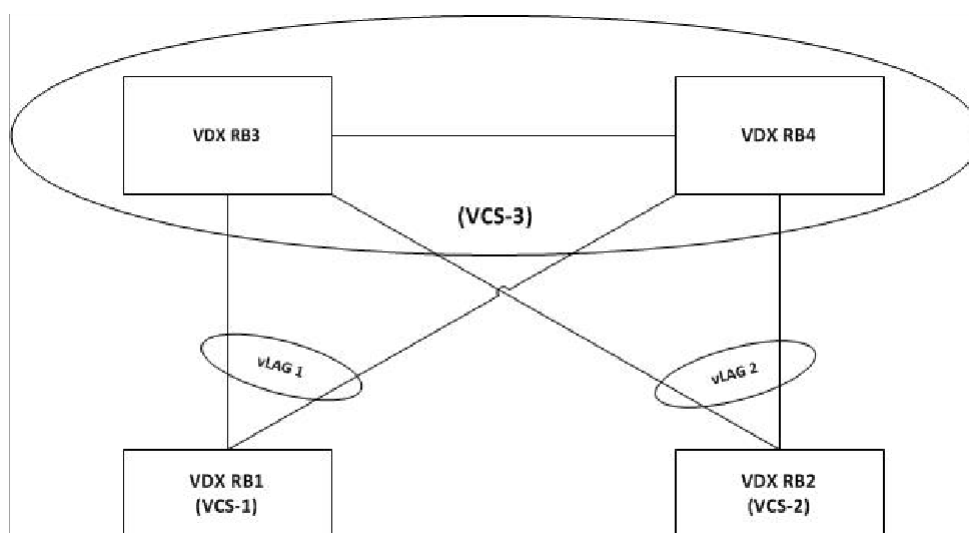 VDX RB3
VDX RB4
(VCS-3)
vLAG 1
vLAG 2
VDX RB1
(VCS-1)
VDX RB2
(VCS-2)